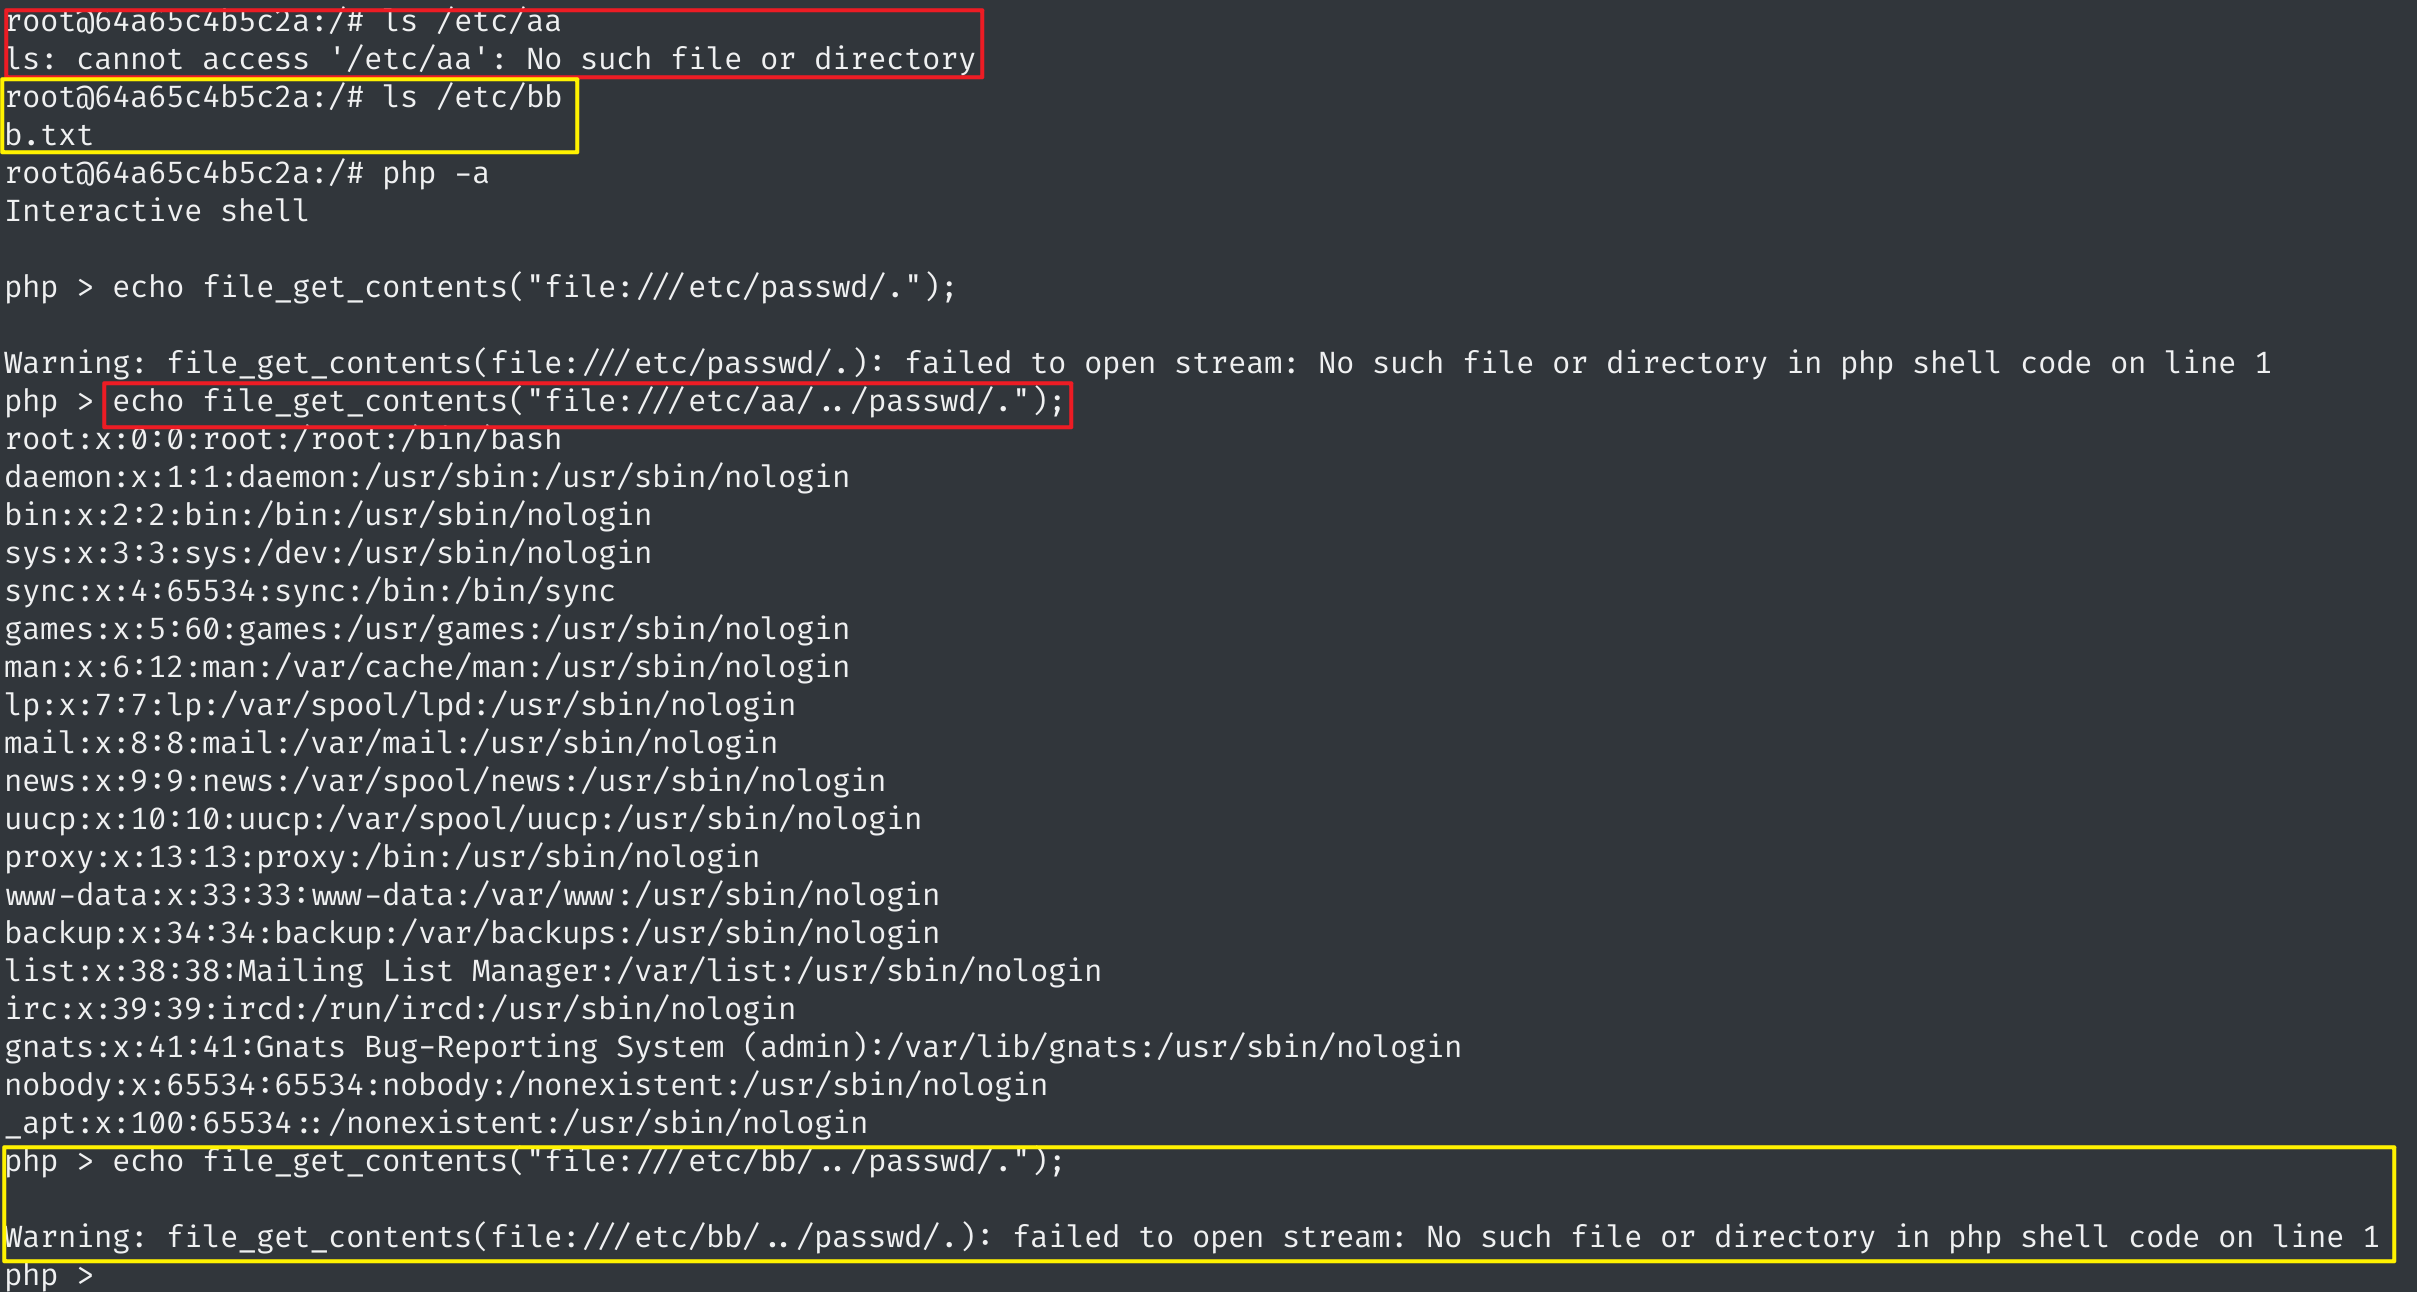 root@64a65c4b5c2a:/# ls /etc/aa
ls: cannot access '/etc/aa': No such file or directory
root@64a65c4b5c2a:/# ls /etc/bb
b.txt
root@64a65c4b5c2a:/# php -a
Interactive shell
php > echo file_get_contents("file:///etc/passwd/.");
Warning: file_get_contents(file:///etc/passwd/.): failed to open stream: No such file or directory in php shell code on line 1
php > echo file_get_contents("file:///etc/aa/../passwd/.");
root:x:0:0:root:/root:/bin/bash
daemon:x:1:1:daemon:/usr/sbin:/usr/sbin/nologin
bin:x:2:2:bin:/bin:/usr/sbin/nologin
sys:x:3:3:sys:/dev:/usr/sbin/nologin
sync:x:4:65534:sync:/bin:/bin/sync
games:x:5:60:games:/usr/games:/usr/sbin/nologin
man:x:6:12:man:/var/cache/man:/usr/sbin/nologin
lp:x:7:7:lp:/var/spool/lpd:/usr/sbin/nologin
mail:x:8:8:mail:/var/mail:/usr/sbin/nologin
news:x:9:9:news:/var/spool/news:/usr/sbin/nologin
uucp:x:10:10:uucp:/var/spool/uucp:/usr/sbin/nologin
proxy:x:13:13:proxy:/bin:/usr/sbin/nologin
www-data:x:33:33:www-data:/var/www:/usr/sbin/nologin
backup:x:34:34:backup:/var/backups:/usr/sbin/nologin
list:x:38:38:Mailing List Manager:/var/list:/usr/sbin/nologin
irc:x:39:39:ircd:/run/ircd:/usr/sbin/nologin
gnats:x:41:41:Gnats Bug-Reporting System (admin):/var/lib/gnats:/usr/sbin/nologin
nobody:x:65534:65534:nobody:/nonexistent:/usr/sbin/nologin
_apt:x:100:65534::/nonexistent:/usr/sbin/nologin
php > echo file_get_contents("file:///etc/bb/../passwd/.");
Warning: file_get_contents(file:///etc/bb/../passwd/.): failed to open stream: No such file or directory in php shell code on line 1
php >